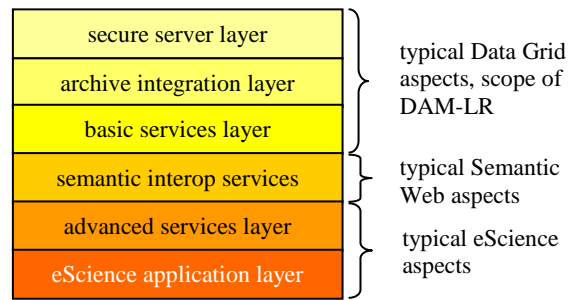 secure server layer
archive integration layer
basic services layer
semantic interop services
advanced services layer
eScience application layer
typical Data Grid
aspects, scope of
DAM-LR
typical Semantic
Web aspects
typical eScience
aspects